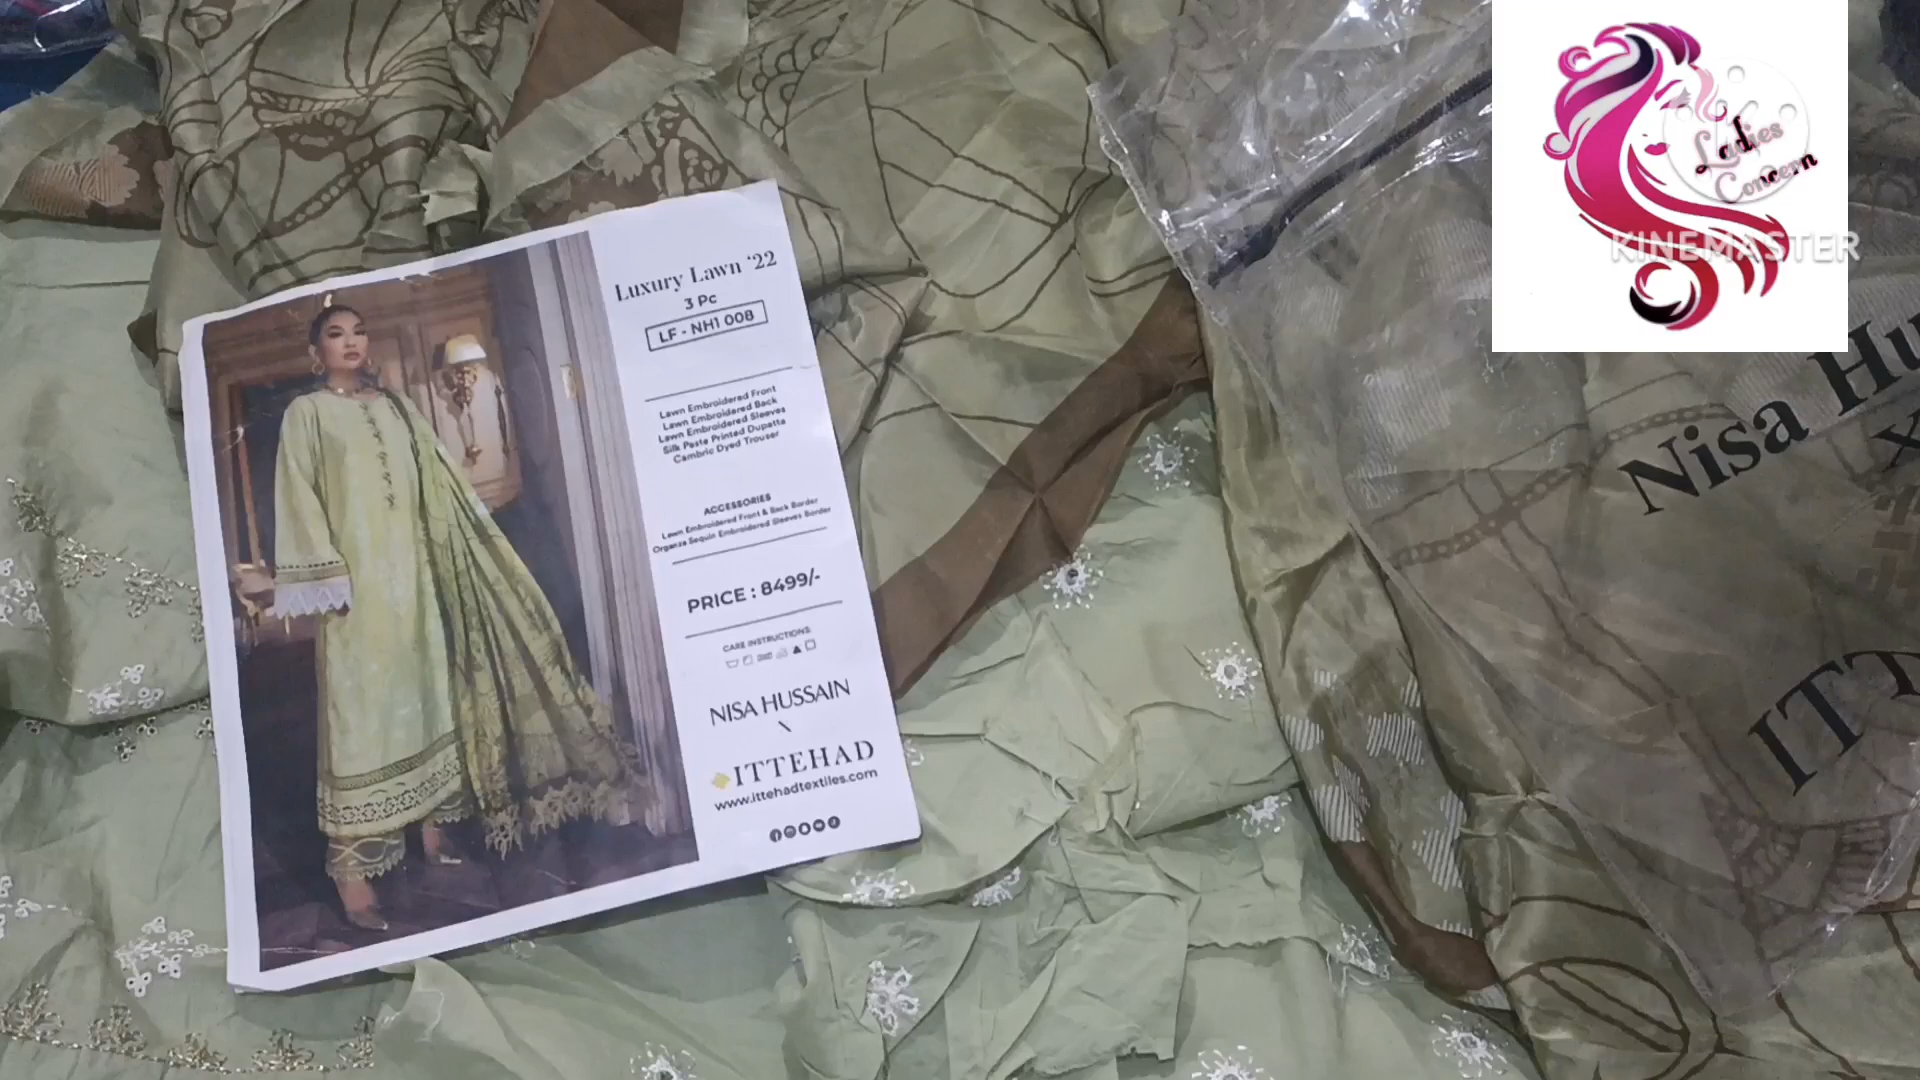 Luxury Lawn ‘22
3 Pc
LF - NH1 008
Lawn Embroidered Front
Lawn Embroidered Back
Lawn Embroidered Sleeves
Silk Paste Printed Dupatta
Cambric Dyed Trouser
ACCESSORIES
Lawn Embroidered Front & Back Border
Organza Sequin Embroidered Sleeves Border
PRICE : 8499/-
CARE INSTRUCTIONS
NISA HUSSAIN
\
ITTEHAD
www.ittehadtextiles.com
Ladies
Concern
KINEMASTER
Nisa Hu
X
ITT